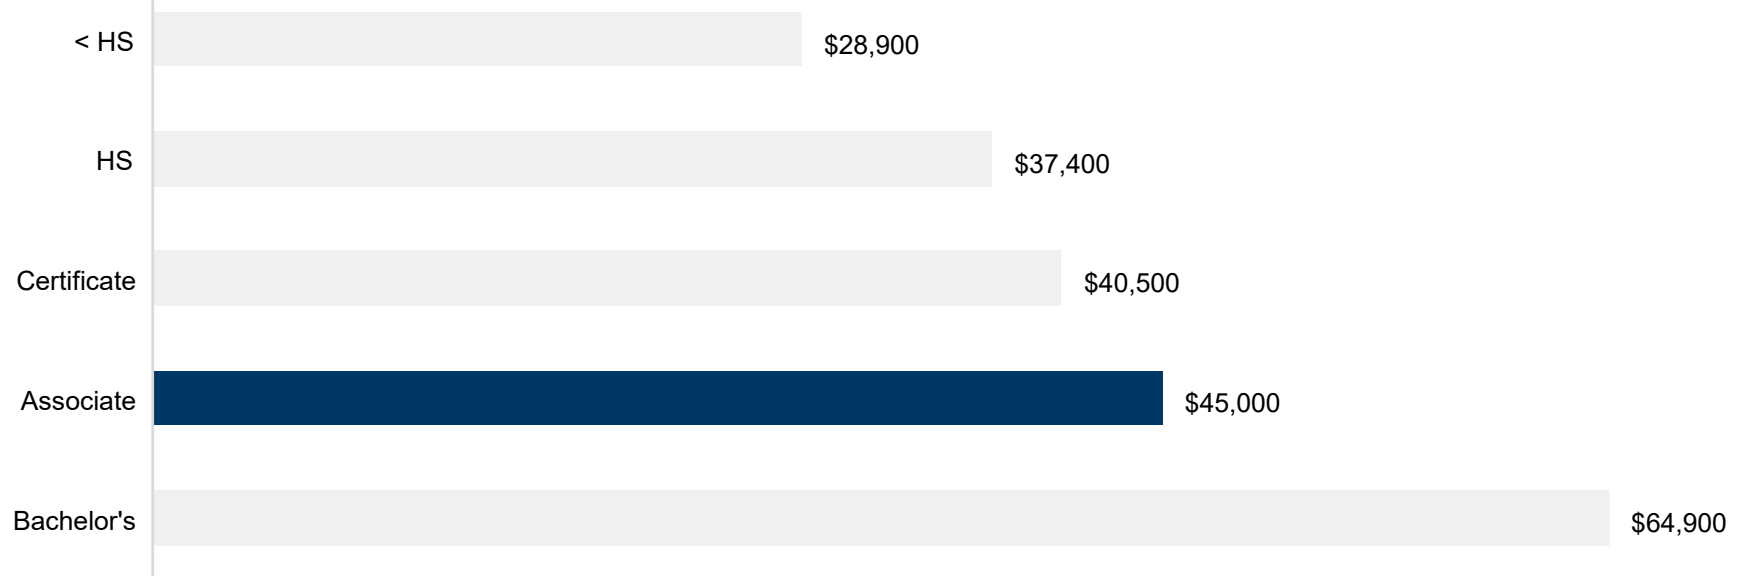 < HS $28,900
HS $37,400
Certificate $40,500
Associate $45,000
Bachelor's $64,900